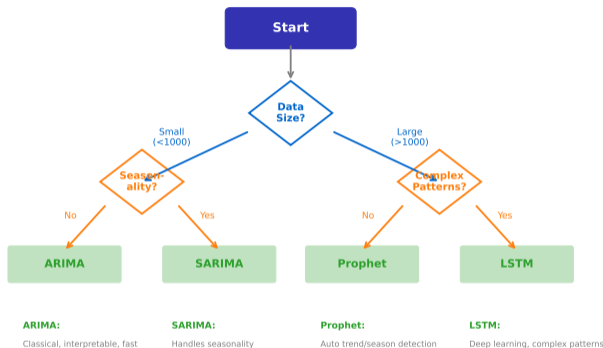 Start
Data
Size?
Small
(<1000)
Large
(>1000)
Season-
ality?
Complex
Patterns?
No
Yes
No
Yes
ARIMA
SARIMA
Prophet
LSTM
ARIMA:
SARIMA:
Prophet:
LSTM:
Classical, interpretable, fast
Handles seasonality
Auto trend/season detection
Deep learning, complex patterns